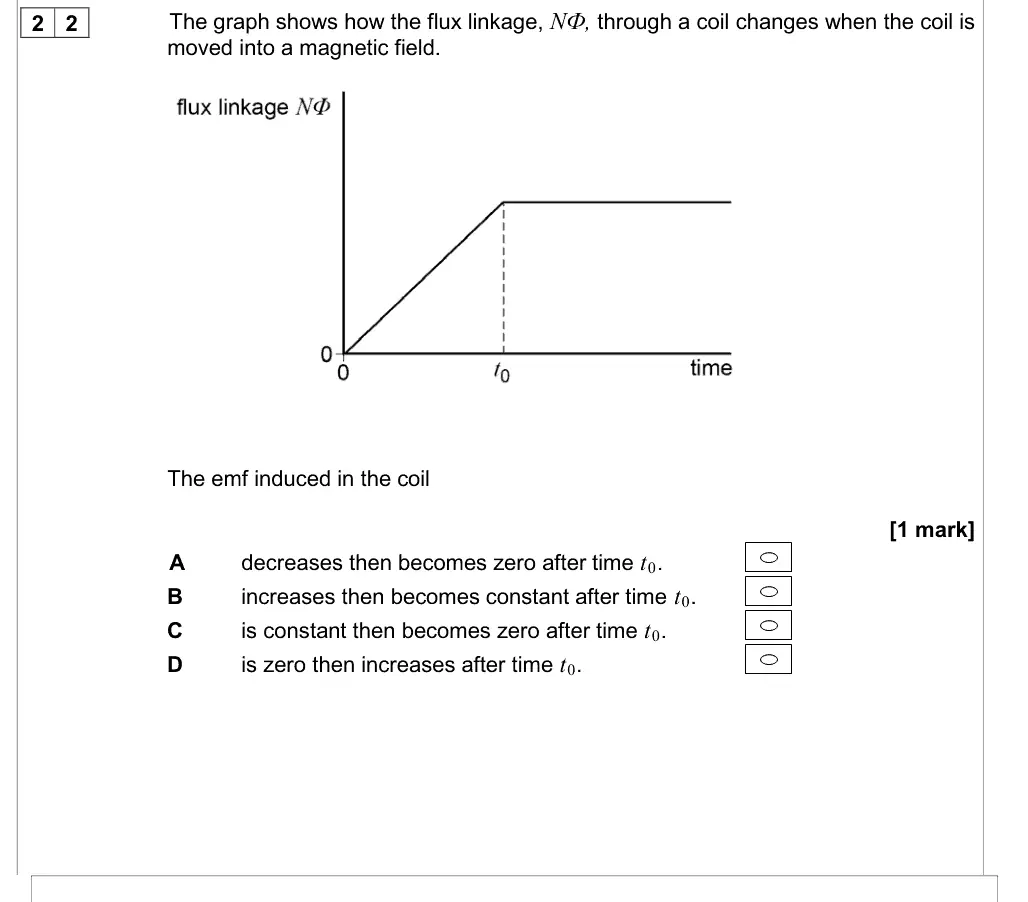 2 2
The graph shows how the flux linkage, NΦ, through a coil changes when the coil is
moved into a magnetic field.
flux linkage NΦ
0
0
t₀
time
The emf induced in the coil
[1 mark]
A decreases then becomes zero after time t₀.
B increases then becomes constant after time t₀.
C is constant then becomes zero after time t₀.
D is zero then increases after time t₀.